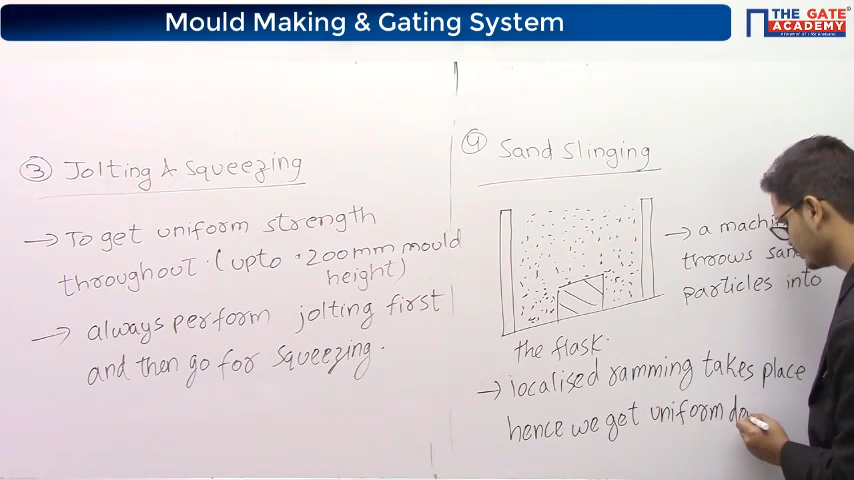 Mould Making & Gating System
THE GATE
ACADEMY
③ Jolting & Squeezing
→ To get uniform strength
throughout. (upto 200mm mould
height)
→ always perform jolting first
and then go for squeezing.
④ Sand Slinging
→ a machi
throws san
particles into
the flask.
→ localised ramming takes place
hence we get uniform